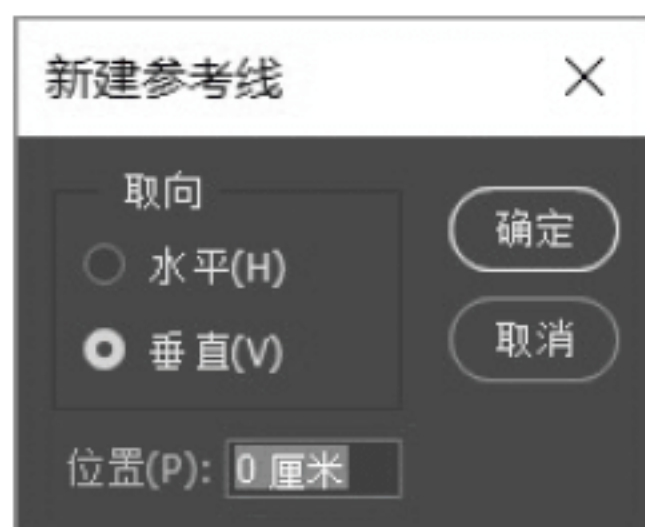 新建参考线
取向
水平(H)
垂直(V)
确定
取消
位置(P): 0 厘米